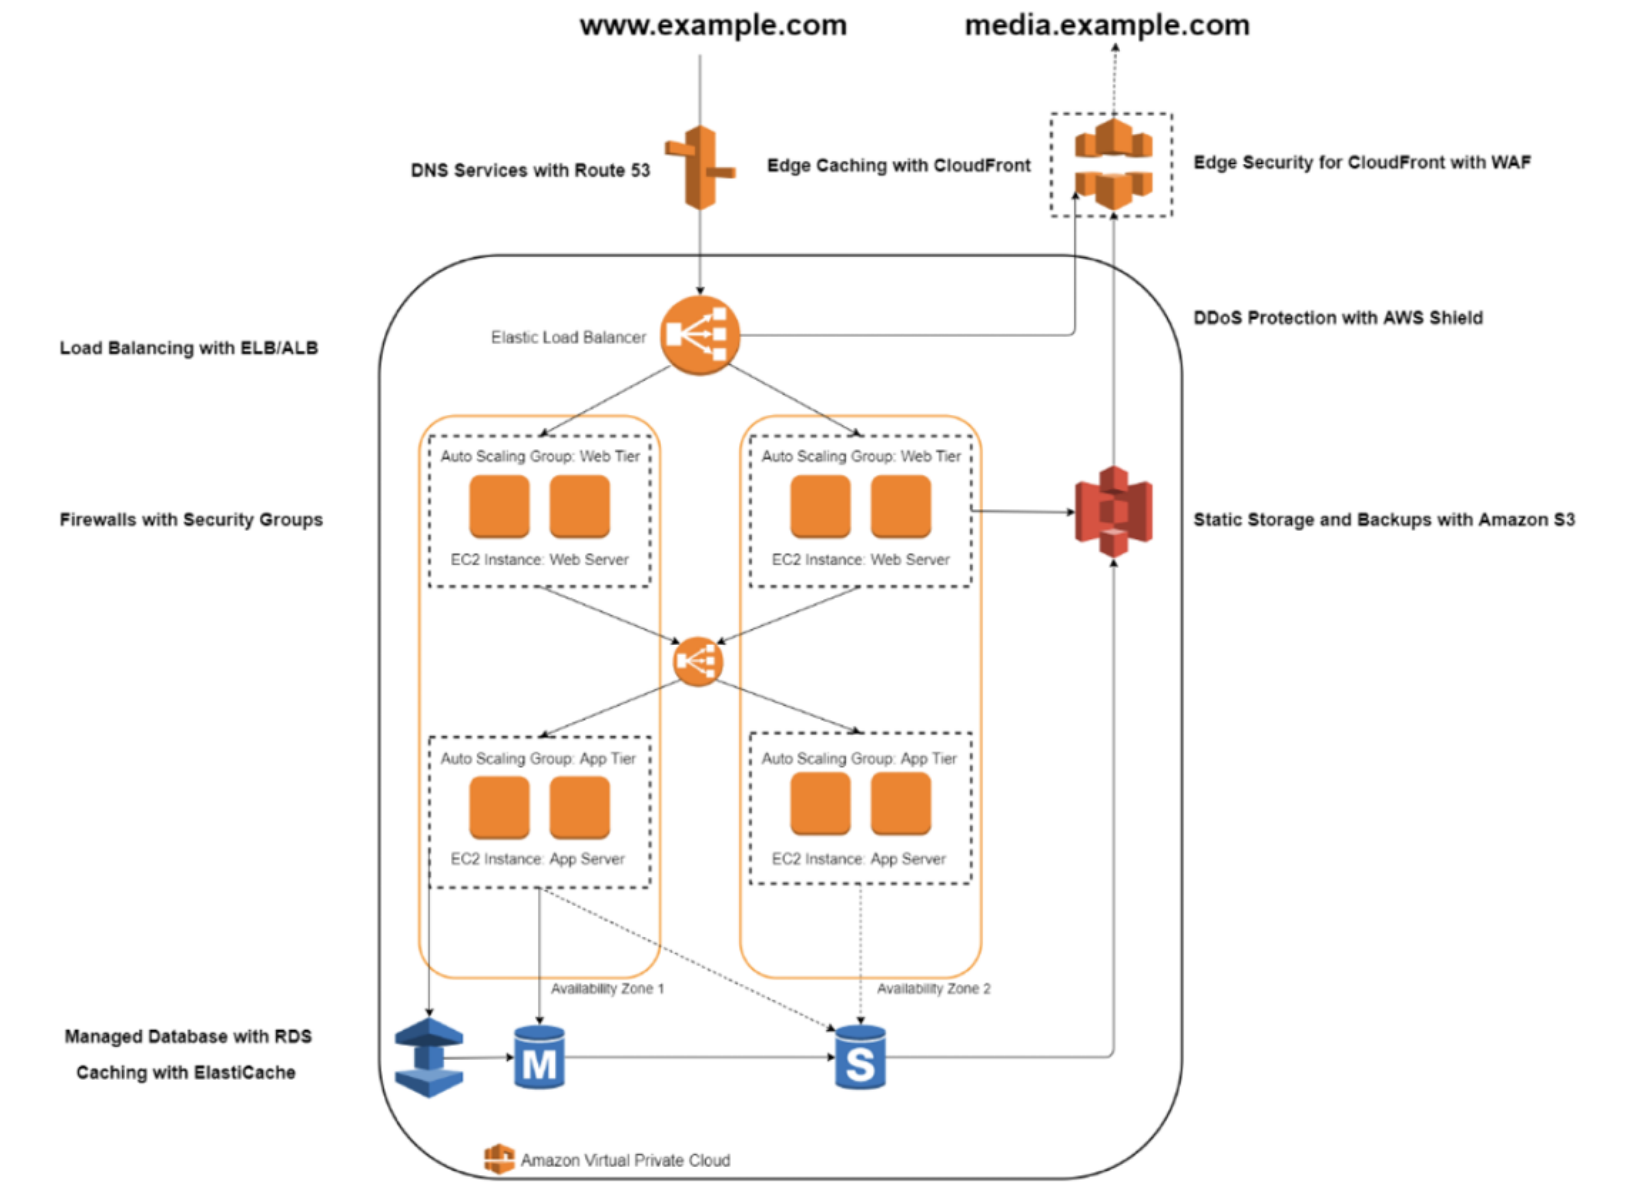 www.example.com
media.example.com
DNS Services with Route 53
Edge Caching with CloudFront
Edge Security for CloudFront with WAF
DDoS Protection with AWS Shield
Elastic Load Balancer
Load Balancing with ELB/ALB
Auto Scaling Group: Web Tier
EC2 Instance: Web Server
Auto Scaling Group: Web Tier
EC2 Instance: Web Server
Firewalls with Security Groups
Static Storage and Backups with Amazon S3
Auto Scaling Group: App Tier
EC2 Instance: App Server
Auto Scaling Group: App Tier
EC2 Instance: App Server
Availability Zone 1
Availability Zone 2
Managed Database with RDS
Caching with ElastiCache
M
S
Amazon Virtual Private Cloud